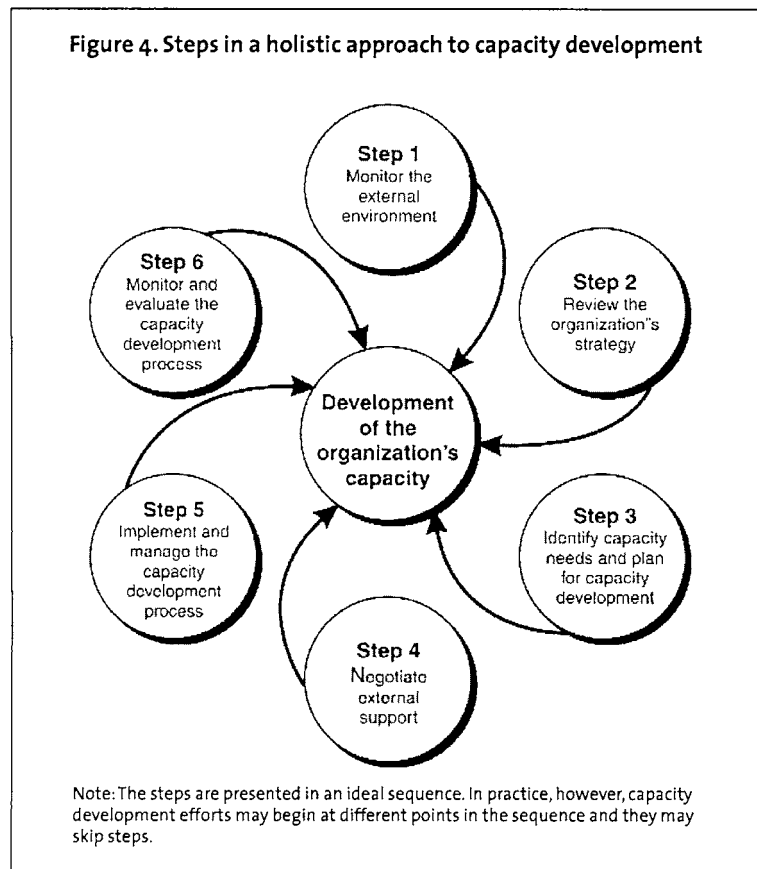 Figure 4. Steps in a holistic approach to capacity development
Step 1
Monitor the
external
environment
Step 2
Review the
organization"s
strategy
Step 3
Identify capacity
needs and plan
for capacity
development
Step 4
Negotiate
external
support
Step 5
Implement and
manage the
capacity
development
process
Step 6
Monitor and
evaluate the
capacity
development
process
Development
of the
organization's
capacity
Note: The steps are presented in an ideal sequence. In practice, however, capacity
development efforts may begin at different points in the sequence and they may
skip steps.